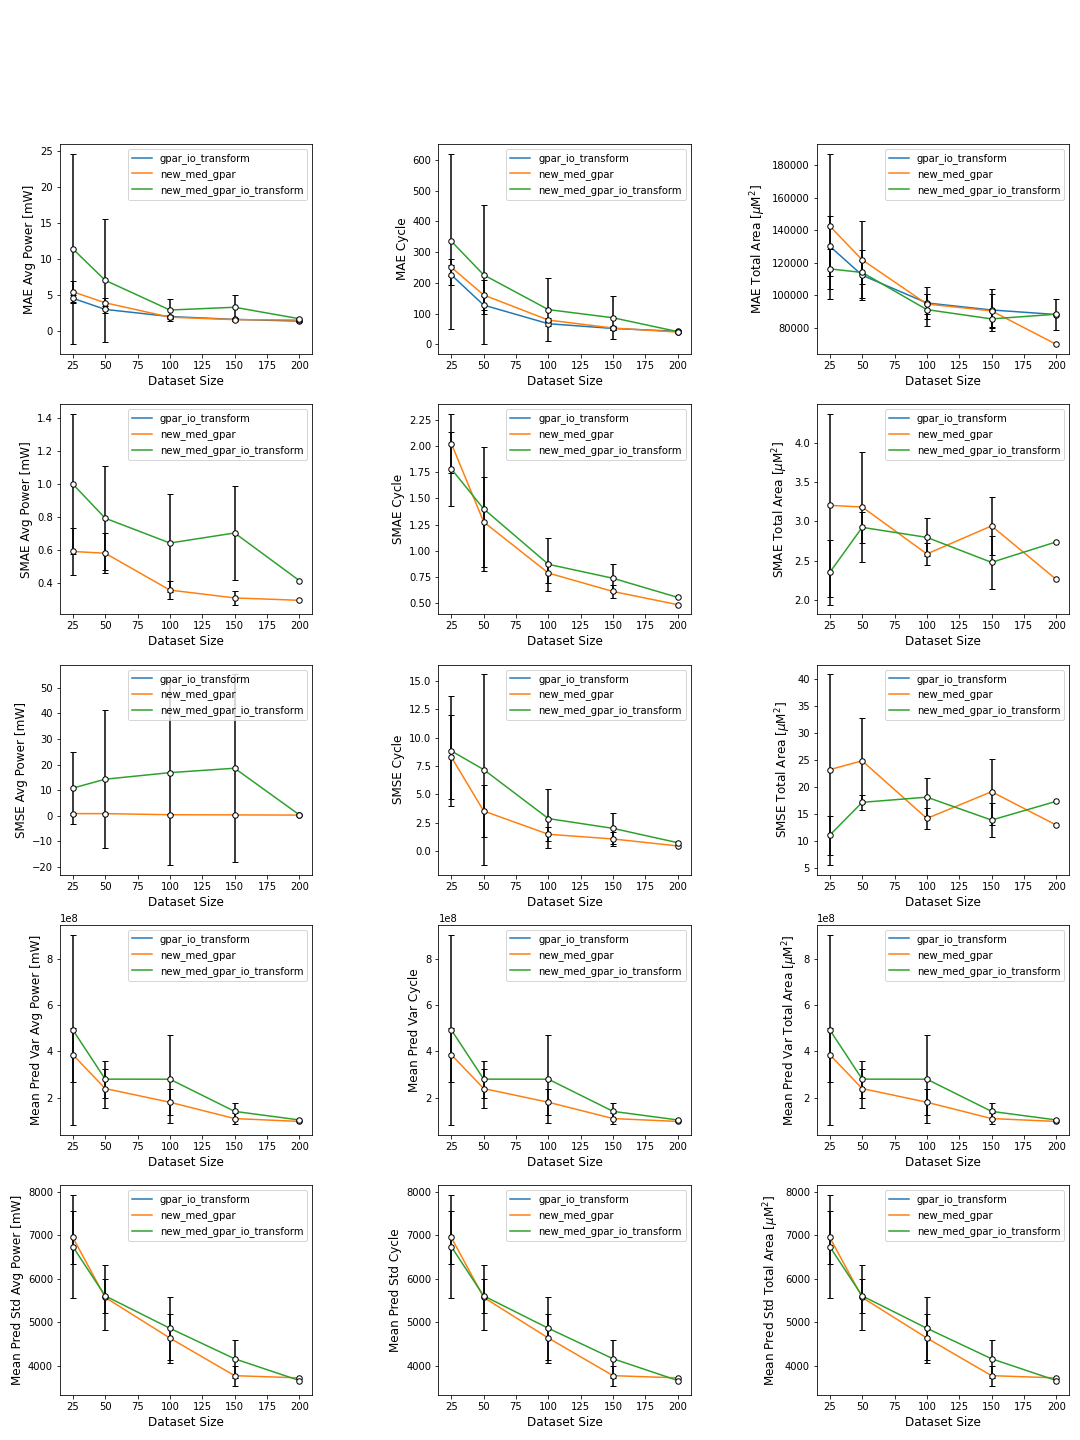 25
20
15
10
5
0
MAE Avg Power [mW]
gpar_io_transform
new_med_gpar
new_med_gpar_io_transform
25 50 75 100 125 150 175 200
Dataset Size
600
500
400
300
200
100
0
MAE Cycle
gpar_io_transform
new_med_gpar
new_med_gpar_io_transform
25 50 75 100 125 150 175 200
Dataset Size
180000
160000
140000
120000
100000
80000
MAE Total Area [μM²]
gpar_io_transform
new_med_gpar
new_med_gpar_io_transform
25 50 75 100 125 150 175 200
Dataset Size
1.4
1.2
1.0
0.8
0.6
0.4
SMAE Avg Power [mW]
gpar_io_transform
new_med_gpar
new_med_gpar_io_transform
25 50 75 100 125 150 175 200
Dataset Size
2.25
2.00
1.75
1.50
1.25
1.00
0.75
0.50
SMAE Cycle
gpar_io_transform
new_med_gpar
new_med_gpar_io_transform
25 50 75 100 125 150 175 200
Dataset Size
4.0
3.5
3.0
2.5
2.0
SMAE Total Area [μM²]
gpar_io_transform
new_med_gpar
new_med_gpar_io_transform
25 50 75 100 125 150 175 200
Dataset Size
50
40
30
20
10
0
−10
−20
SMSE Avg Power [mW]
gpar_io_transform
new_med_gpar
new_med_gpar_io_transform
25 50 75 100 125 150 175 200
Dataset Size
15.0
12.5
10.0
7.5
5.0
2.5
0.0
SMSE Cycle
gpar_io_transform
new_med_gpar
new_med_gpar_io_transform
25 50 75 100 125 150 175 200
Dataset Size
40
35
30
25
20
15
10
5
SMSE Total Area [μM²]
gpar_io_transform
new_med_gpar
new_med_gpar_io_transform
25 50 75 100 125 150 175 200
Dataset Size
1e8
8
6
4
2
Mean Pred Var Avg Power [mW]
gpar_io_transform
new_med_gpar
new_med_gpar_io_transform
25 50 75 100 125 150 175 200
Dataset Size
1e8
8
6
4
2
Mean Pred Var Cycle
gpar_io_transform
new_med_gpar
new_med_gpar_io_transform
25 50 75 100 125 150 175 200
Dataset Size
1e8
8
6
4
2
Mean Pred Var Total Area [μM²]
gpar_io_transform
new_med_gpar
new_med_gpar_io_transform
25 50 75 100 125 150 175 200
Dataset Size
8000
7000
6000
5000
4000
Mean Pred Std Avg Power [mW]
gpar_io_transform
new_med_gpar
new_med_gpar_io_transform
25 50 75 100 125 150 175 200
Dataset Size
8000
7000
6000
5000
4000
Mean Pred Std Cycle
gpar_io_transform
new_med_gpar
new_med_gpar_io_transform
25 50 75 100 125 150 175 200
Dataset Size
8000
7000
6000
5000
4000
Mean Pred Std Total Area [μM²]
gpar_io_transform
new_med_gpar
new_med_gpar_io_transform
25 50 75 100 125 150 175 200
Dataset Size